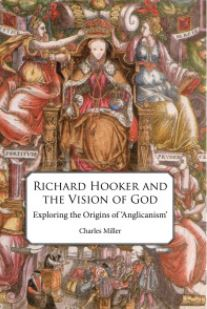 RICHARD HOOKER AND
THE VISION OF GOD
Exploring the Origins of ‘Anglicanism’
Charles Miller